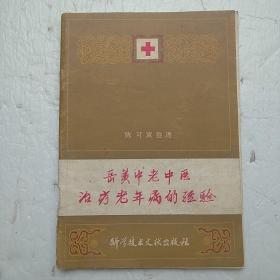 陈可冀整理
岳美中老中医
治疗老年病的经验
科学技术文献出版社